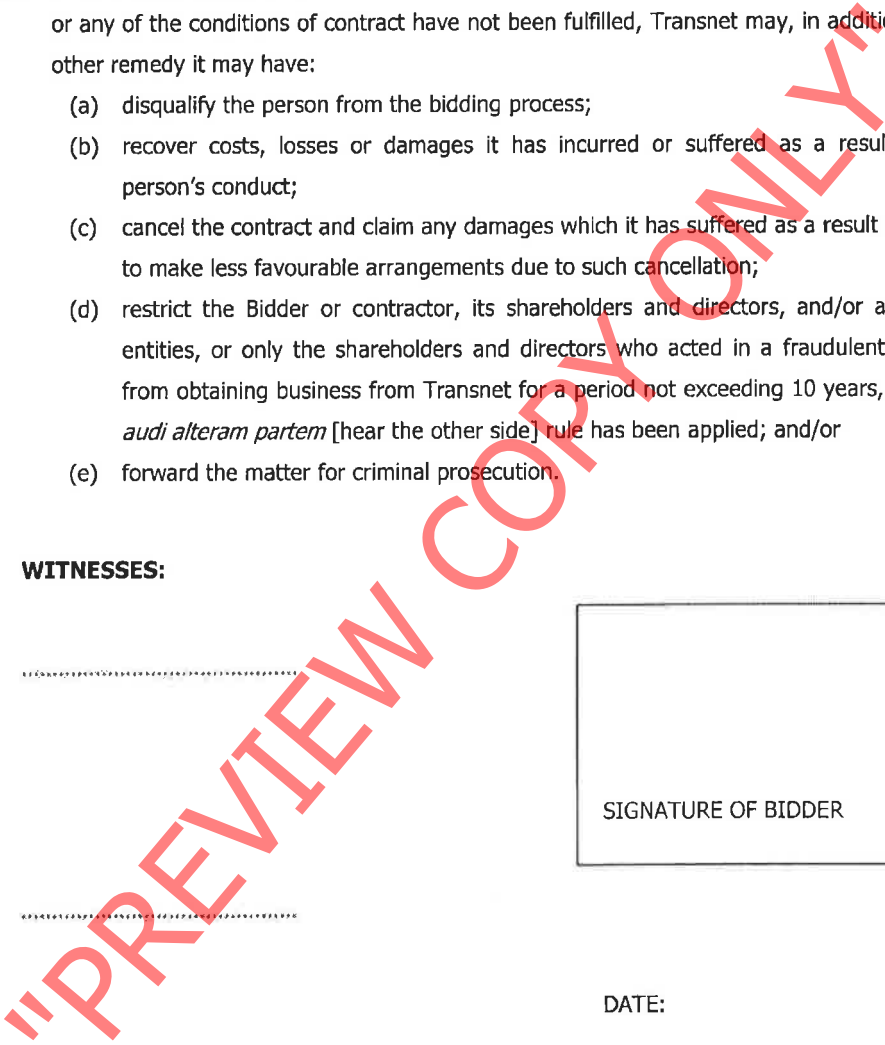 or any of the conditions of contract have not been fulfilled, Transnet may, in
other remedy it may have:
(a) disqualify the person from the bidding process;
(b) recover costs, losses or damages it has incurred or suffered as a
person's conduct;
(c) cancel the contract and claim any damages which it has suffered as a result
to make less favourable arrangements due to such cancellation;
(d) restrict the Bidder or contractor, its shareholders and directors, and/or
entities, or only the shareholders and directors who acted in a fraudulent
from obtaining business from Transnet for a period not exceeding 10 years,
audi alteram partem [hear the other side] rule has been applied; and/or
(e) forward the matter for criminal prosecution.
WITNESSES:
SIGNATURE OF BIDDER
DATE:
"PREVIEW COPY ONLY"